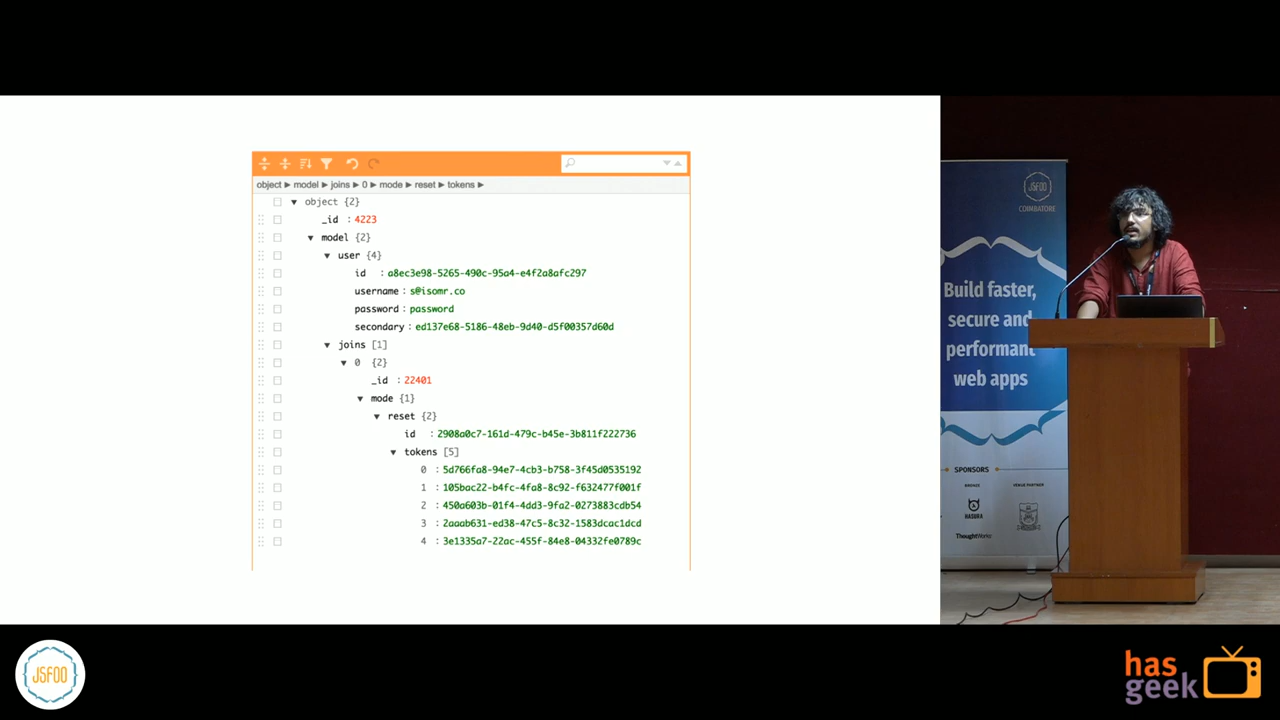 object ▶ model ▶ joins ▶ 0 ▶ mode ▶ reset ▶ tokens ▶
object {2}
_id : 4223
model {2}
user {4}
id : a8ec3e98-5265-490c-95a4-e4f2a8afc297
username : s@isomr.co
password : password
secondary : ed137e68-5186-48eb-9d40-d5f00357d60d
joins [1]
0 {2}
_id : 22401
mode {1}
reset {2}
id : 2908a0c7-161d-479c-b45e-3b811f222736
tokens [5]
0 : 5d766fa8-94e7-4cb3-b758-3f45d0535192
1 : 105bac22-b4fc-4fa8-8c92-f632477f001f
2 : 450a603b-01f4-4dd3-9fa2-0273883cdb54
3 : 2aaab631-ed38-47c5-8c32-1583dcac1dcd
4 : 3e1335a7-22ac-455f-84e8-04332fe0789c
JSFOO
COIMBATORE
Build faster,
secure and
performant
web apps
SPONSORS
BRONZE
VENUE PARTNER
HASURA
ThoughtWorks
JSFOO
has
geek